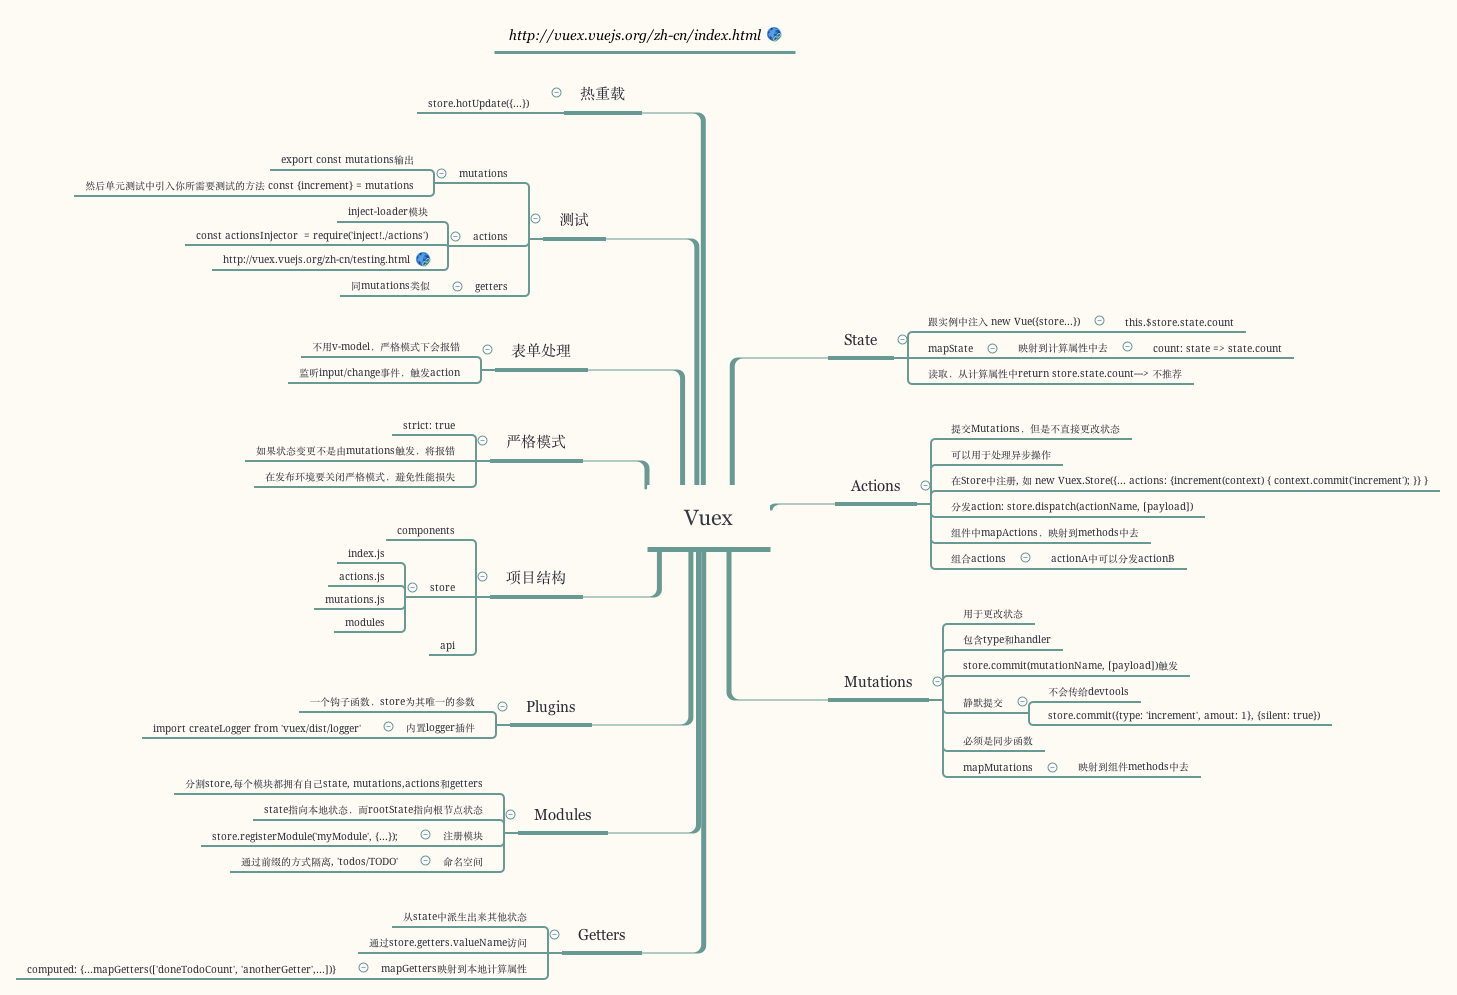 http://vuex.vuejs.org/zh-cn/index.html
热重载
store.hotUpdate({...})
测试
mutations
export const mutations输出
然后单元测试中引入你所需要测试的方法 const {increment} = mutations
actions
inject-loader模块
const actionsInjector = require('inject!./actions')
http://vuex.vuejs.org/zh-cn/testing.html
getters
同mutations类似
表单处理
不用v-model，严格模式下会报错
监听input/change事件，触发action
严格模式
strict: true
如果状态变更不是由mutations触发，将报错
在发布环境要关闭严格模式，避免性能损失
Vuex
项目结构
components
store
index.js
actions.js
mutations.js
modules
api
Plugins
一个钩子函数，store为其唯一的参数
内置logger插件
import createLogger from 'vuex/dist/logger'
Modules
分割store,每个模块都拥有自己state, mutations,actions和getters
state指向本地状态，而rootState指向根节点状态
注册模块
store.registerModule('myModule', {...});
命名空间
通过前缀的方式隔离, 'todos/TODO'
Getters
从state中派生出来其他状态
通过store.getters.valueName访问
mapGetters映射到本地计算属性
computed: {...mapGetters(['doneTodoCount', 'anotherGetter',...])}
State
跟实例中注入 new Vue({store...})
this.$store.state.count
mapState
映射到计算属性中去
count: state => state.count
读取，从计算属性中return store.state.count—> 不推荐
Actions
提交Mutations，但是不直接更改状态
可以用于处理异步操作
在Store中注册, 如 new Vuex.Store({... actions: {increment(context) { context.commit('increment'); }} }
分发action: store.dispatch(actionName, [payload])
组件中mapActions，映射到methods中去
组合actions
actionA中可以分发actionB
Mutations
用于更改状态
包含type和handler
store.commit(mutationName, [payload])触发
静默提交
不会传给devtools
store.commit({type: 'increment', amout: 1}, {silent: true})
必须是同步函数
mapMutations
映射到组件methods中去